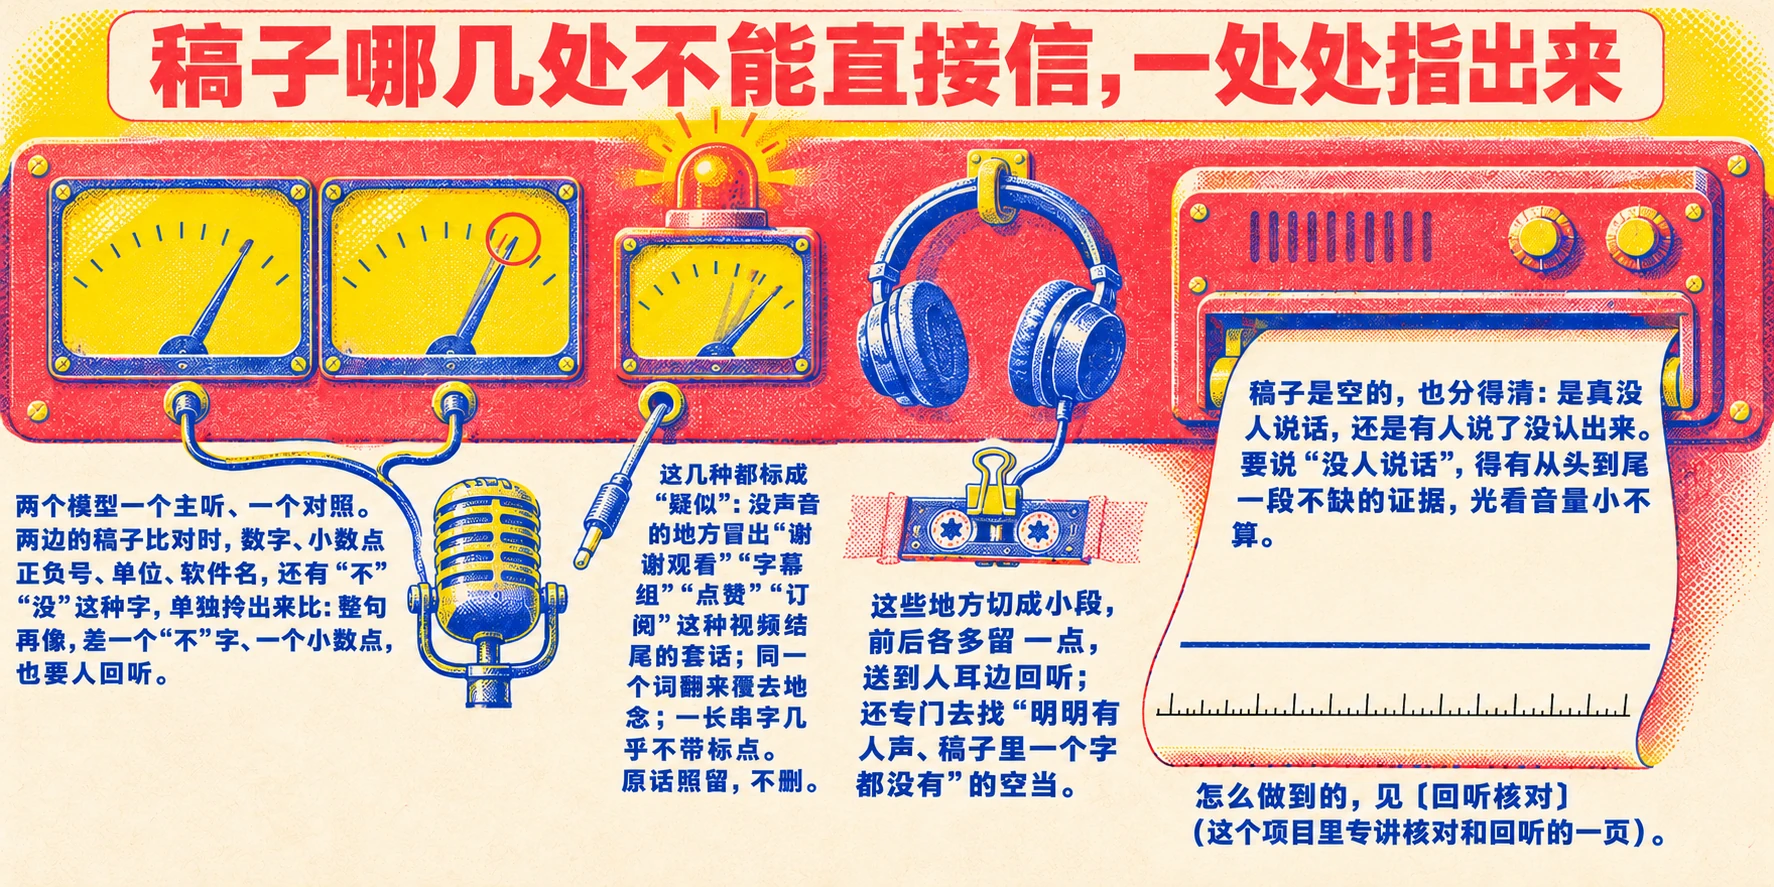 稿子哪几处不能直接信，一处处指出来
两个模型一个主听、一个对照。
两边的稿子比对时，数字、小数点
正负号、单位、软件名，还有“不”
“没”这种字，单独拎出来比：整句
再像，差一个“不”字、一个小数点，
也要人回听。
这几种都标成
“疑似”：没声音
的地方冒出“谢
谢观看”“字幕
组”“点赞”“订
阅”这种视频结
尾的套话；同一
个词翻来覆去地
念；一长串字几
乎不带标点。
原话照留，不删。
这些地方切成小段，
前后各多留一点，
送到人耳边回听；
还专门去找“明明有
人声、稿子里一个字
都没有”的空当。
稿子是空的，也分得清：是真没
人说话，还是有人说了没认出来。
要说“没人说话”，得有从头到尾
一段不缺的证据，光看音量小不
算。
怎么做到的，见〔回听核对〕
（这个项目里专讲核对和回听的一页）。